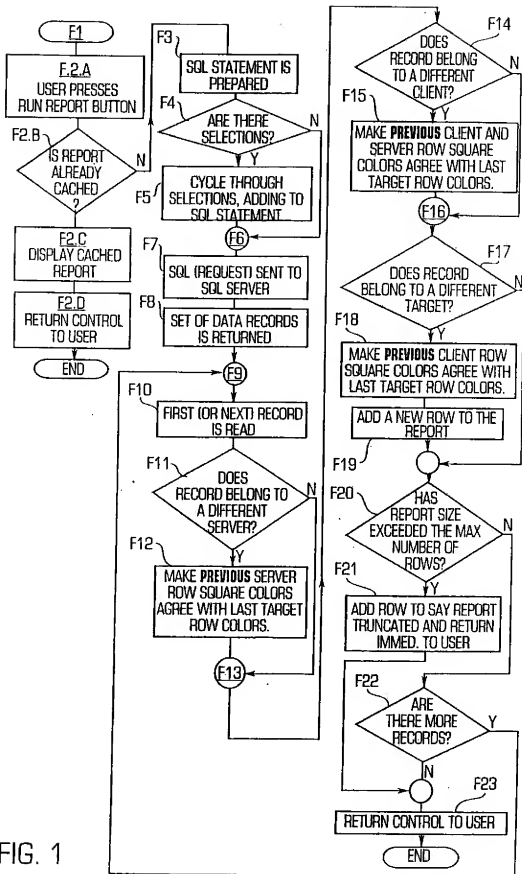 F1
F.2.A
USER PRESSES
RUN REPORT BUTTON
F2.B
IS REPORT
ALREADY
CACHED
?
N
F2.C
DISPLAY CACHED
REPORT
F2.D
RETURN CONTROL
TO USER
END
F3
SQL STATEMENT IS
PREPARED
F4
ARE THERE
SELECTIONS?
N
Y
F5
CYCLE THROUGH
SELECTIONS, ADDING TO
SQL STATEMENT
F6
F7
SQL (REQUEST) SENT TO
SQL SERVER
F8
SET OF DATA RECORDS
IS RETURNED
F9
F10
FIRST (OR NEXT) RECORD
IS READ
F11
DOES
RECORD BELONG TO
A DIFFERENT
SERVER?
N
Y
F12
MAKE PREVIOUS SERVER
ROW SQUARE COLORS
AGREE WITH LAST TARGET
ROW COLORS.
F13
F14
DOES
RECORD BELONG
TO A DIFFERENT
CLIENT?
N
Y
F15
MAKE PREVIOUS CLIENT AND
SERVER ROW SQUARE
COLORS AGREE WITH LAST
TARGET ROW COLORS.
F16
F17
DOES RECORD
BELONG TO A DIFFERENT
TARGET?
N
Y
F18
MAKE PREVIOUS CLIENT ROW
SQUARE COLORS AGREE WITH
LAST TARGET ROW COLORS.
ADD A NEW ROW TO THE
REPORT
F19
F20
HAS
REPORT SIZE
EXCEEDED THE MAX
NUMBER OF
ROWS?
N
Y
F21
ADD ROW TO SAY REPORT
TRUNCATED AND RETURN
IMMED. TO USER
F22
ARE
THERE MORE
RECORDS?
Y
N
F23
RETURN CONTROL TO USER
END
FIG. 1